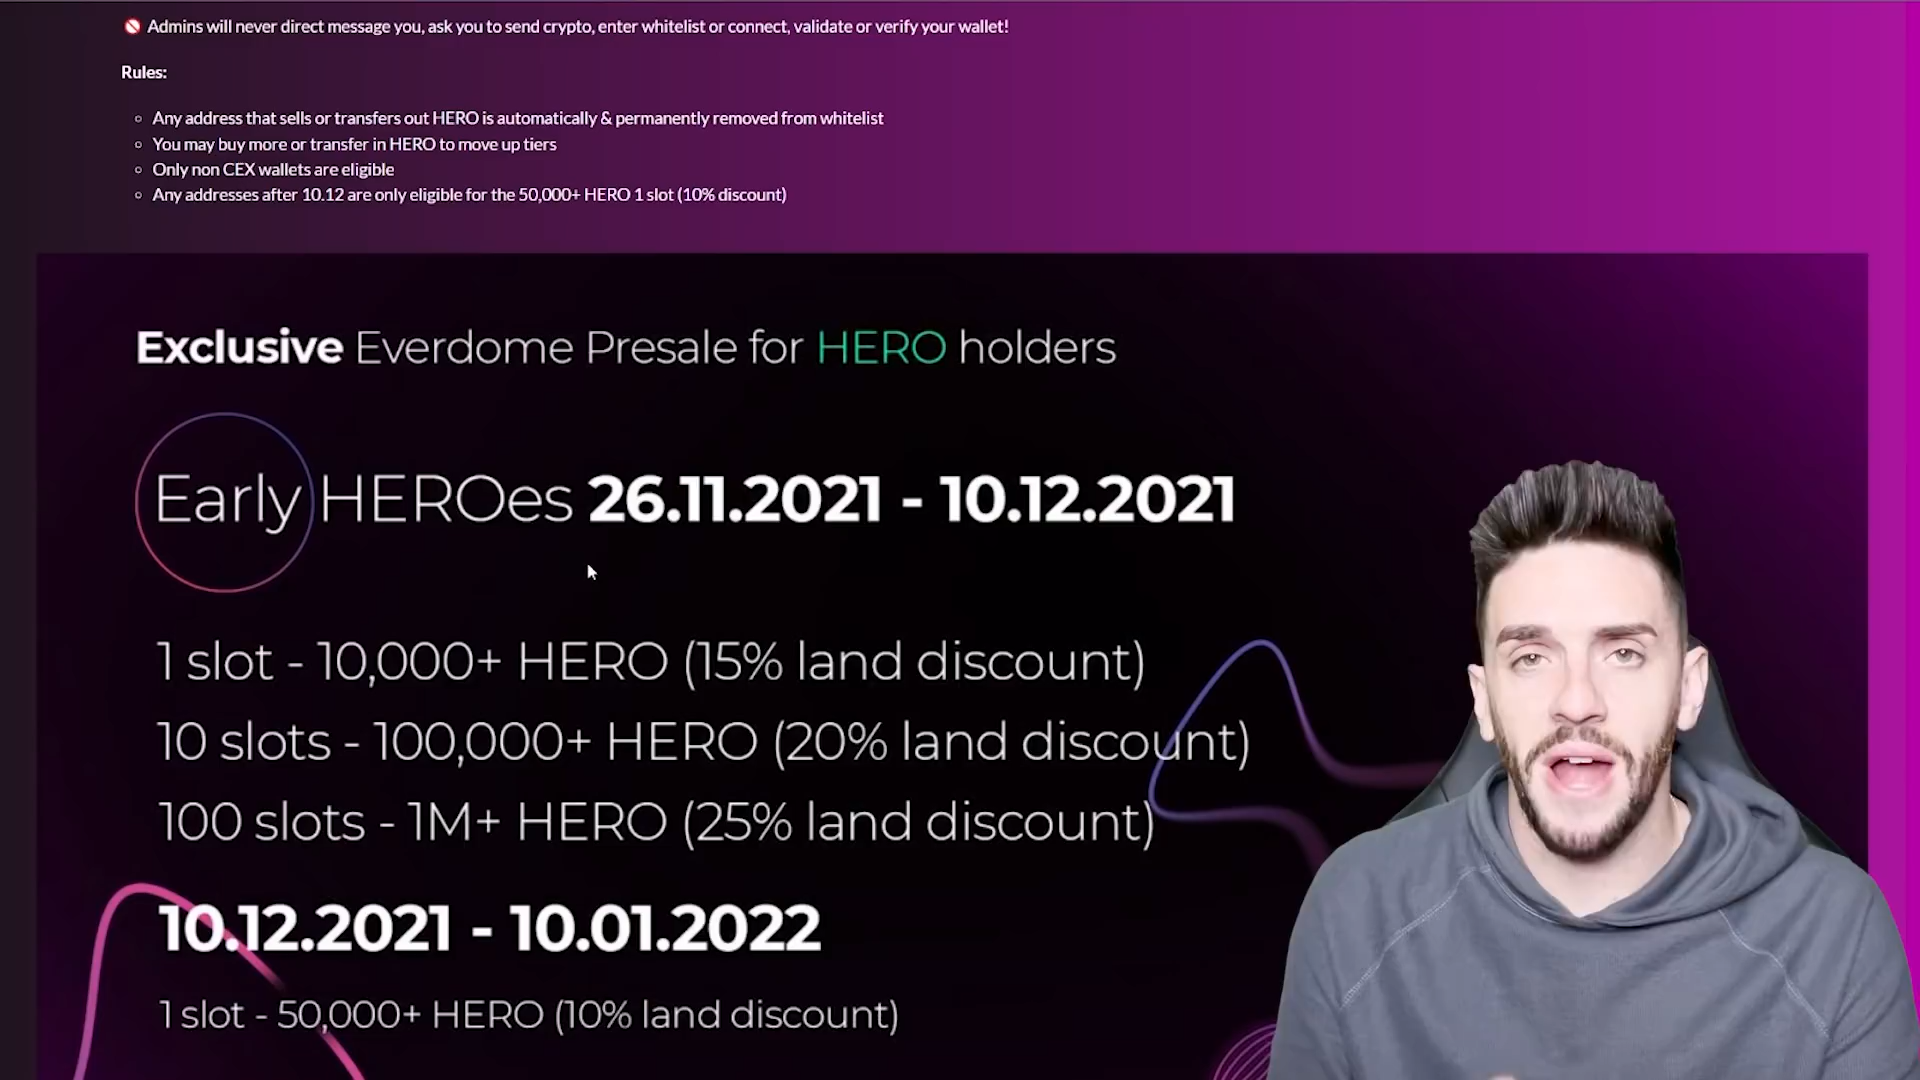 Admins will never direct message you, ask you to send crypto, enter whitelist or connect, validate or verify your wallet!
Rules:
Any address that sells or transfers out HERO is automatically & permanently removed from whitelist
You may buy more or transfer in HERO to move up tiers
Only non CEX wallets are eligible
Any addresses after 10.12 are only eligible for the 50,000+ HERO 1 slot (10% discount)
Exclusive Everdome Presale for HERO holders
Early HEROes 26.11.2021 - 10.12.2021
1 slot - 10,000+ HERO (15% land discount)
10 slots - 100,000+ HERO (20% land discount)
100 slots - 1M+ HERO (25% land discount)
10.12.2021 - 10.01.2022
1 slot - 50,000+ HERO (10% land discount)